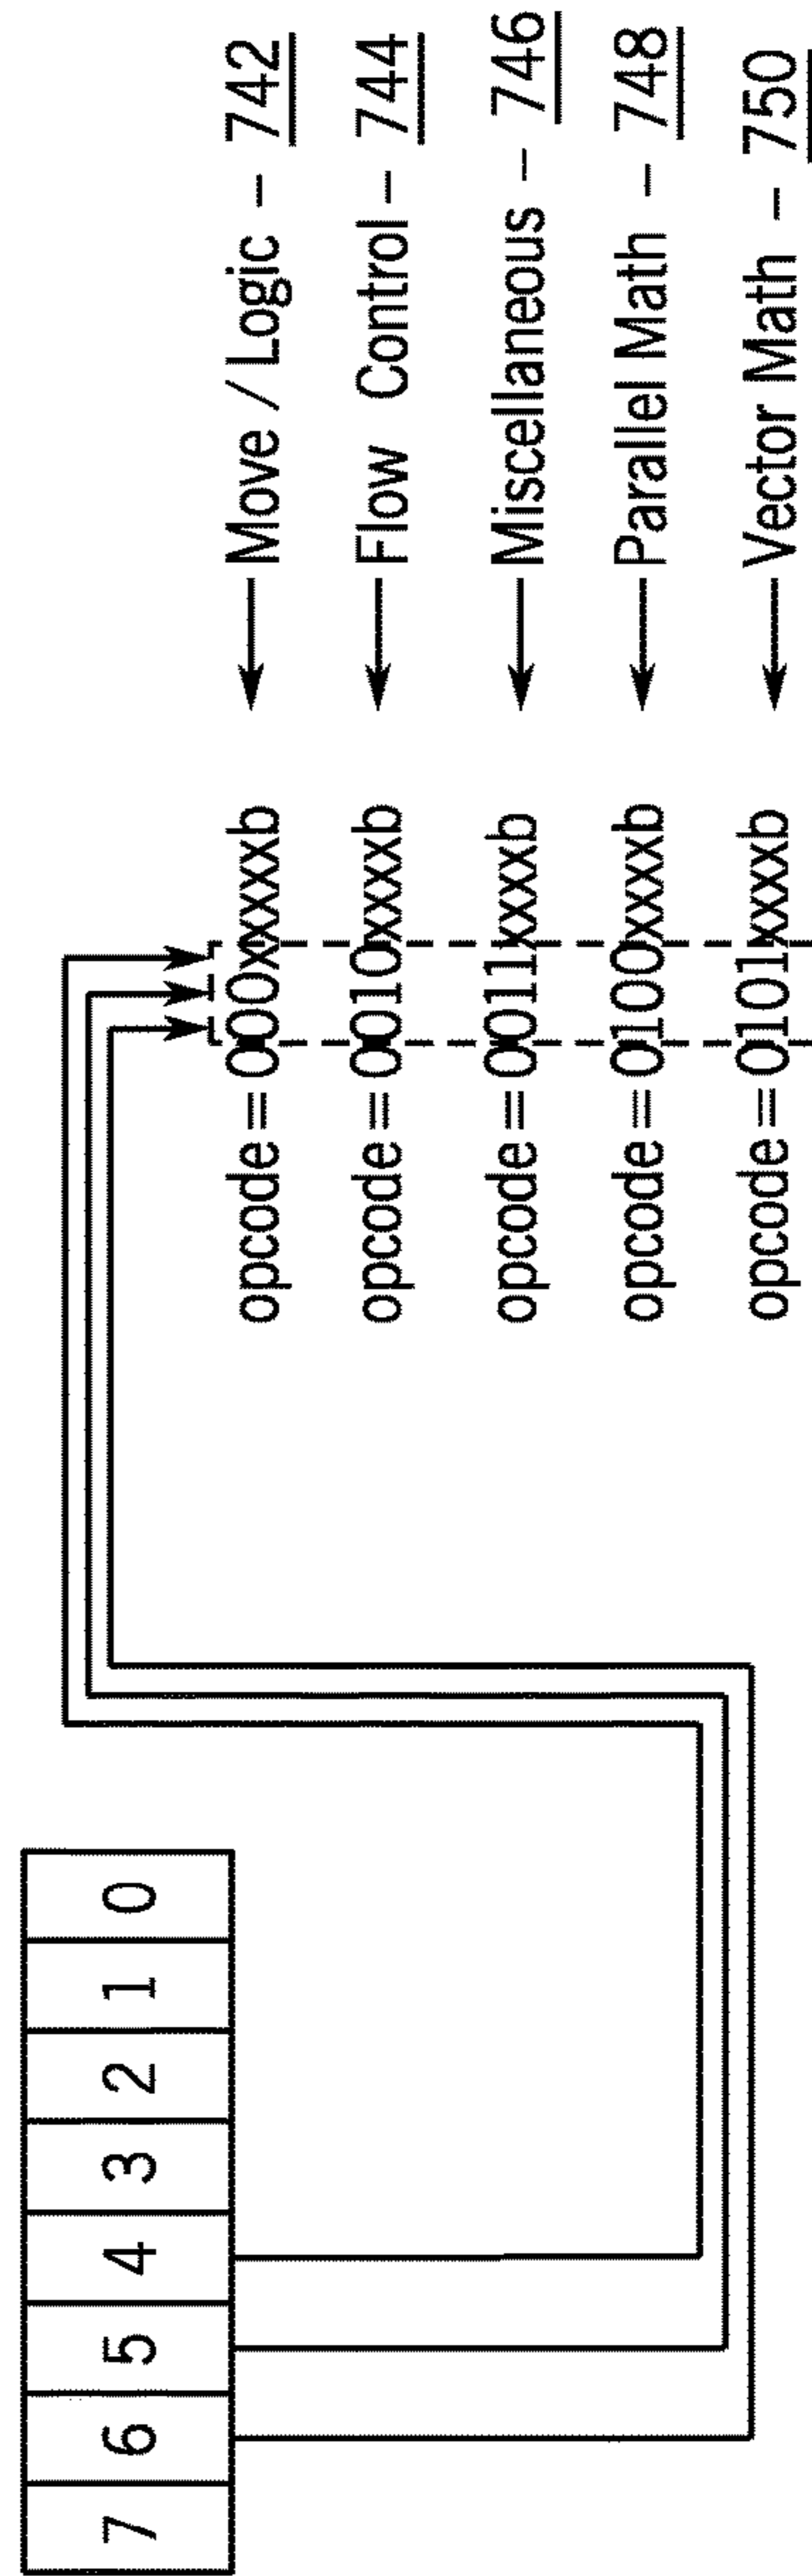 7 6 5 4 3 2 1 0
opcode=000xxxxxb Move / Logic – 742
opcode=0010xxxxb Flow Control – 744
opcode=0011xxxxb Miscellaneous – 746
opcode=0100xxxxb Parallel Math – 748
opcode=0101xxxxb Vector Math – 750